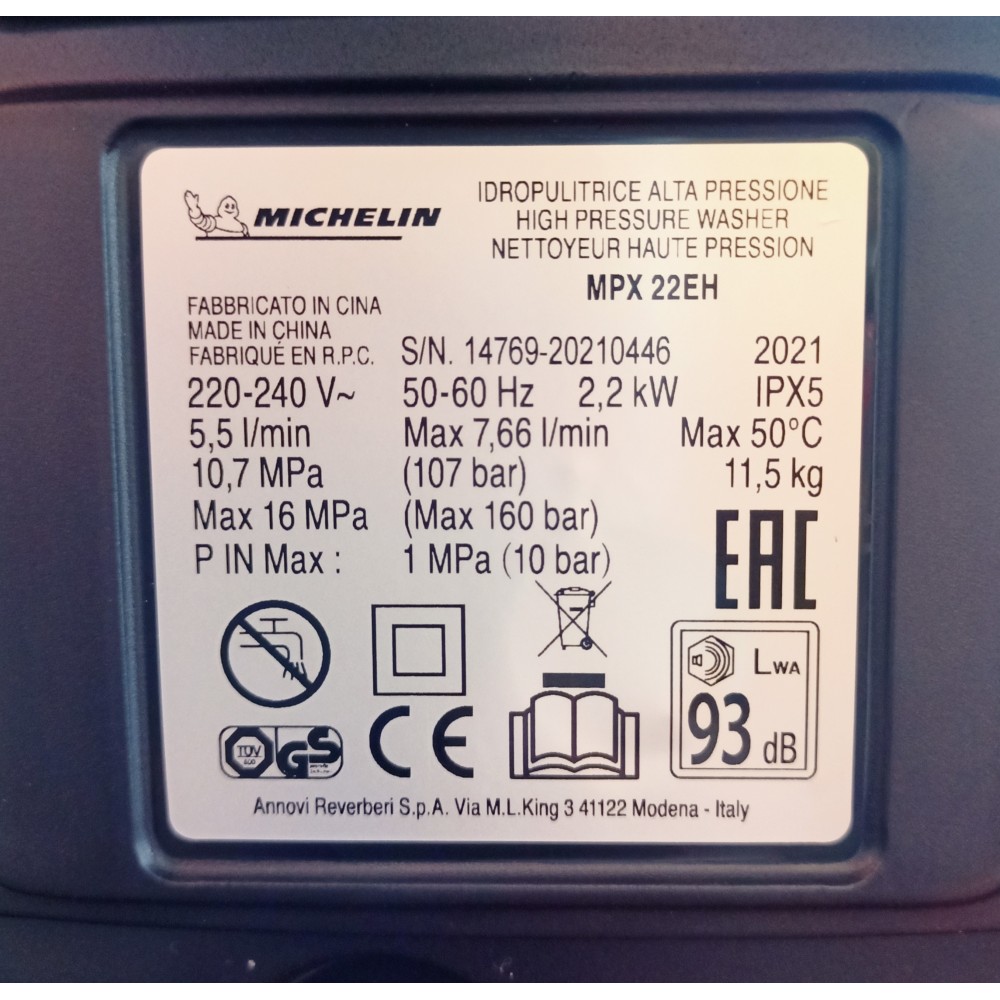 MICHELIN
IDROPULITRICE ALTA PRESSIONE
HIGH PRESSURE WASHER
NETTOYEUR HAUTE PRESSION
MPX 22EH
FABBRICATO IN CINA
MADE IN CHINA
FABRIQUÉ EN R.P.C.
S/N. 14769-20210446 2021
220-240 V~ 50-60 Hz 2,2 kW IPX5
5,5 l/min Max 7,66 l/min Max 50°C
10,7 MPa (107 bar) 11,5 kg
Max 16 MPa (Max 160 bar)
P IN Max : 1 MPa (10 bar)
EAC
LWA
93 dB
TÜV
GS
CE
Annovi Reverberi S.p.A. Via M.L.King 3 41122 Modena - Italy